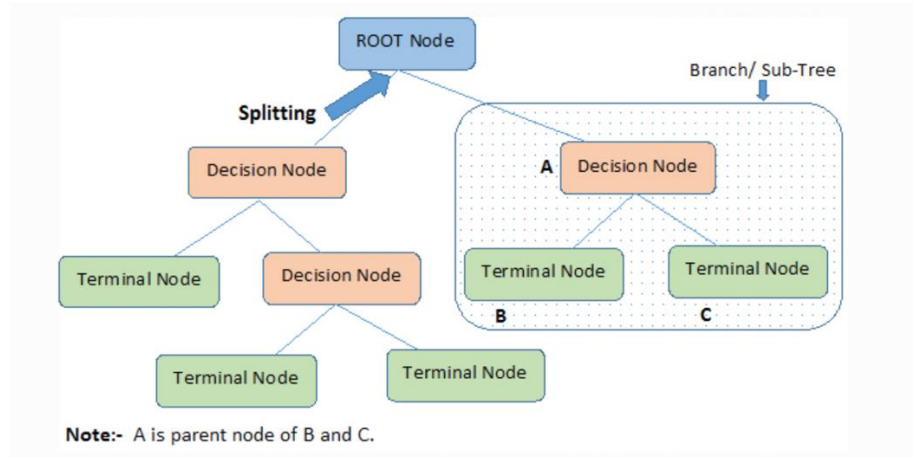 ROOT Node
Branch/ Sub-Tree
Splitting
Decision Node
A
Decision Node
Terminal Node
Decision Node
Terminal Node
Terminal Node
B
C
Terminal Node
Terminal Node
Note:- A is parent node of B and C.